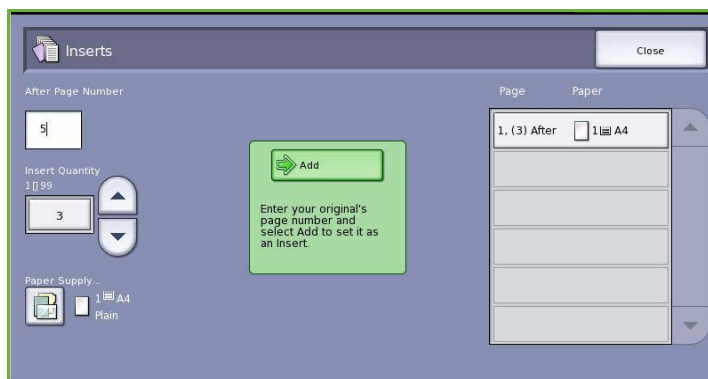 Inserts
Close
After Page Number
Page Paper
5
1, (3) After 1 A4
Add
Insert Quantity
1▯99
3
Enter your original's
page number and
select Add to set it as
an Insert.
Paper Supply...
1 A4
Plain